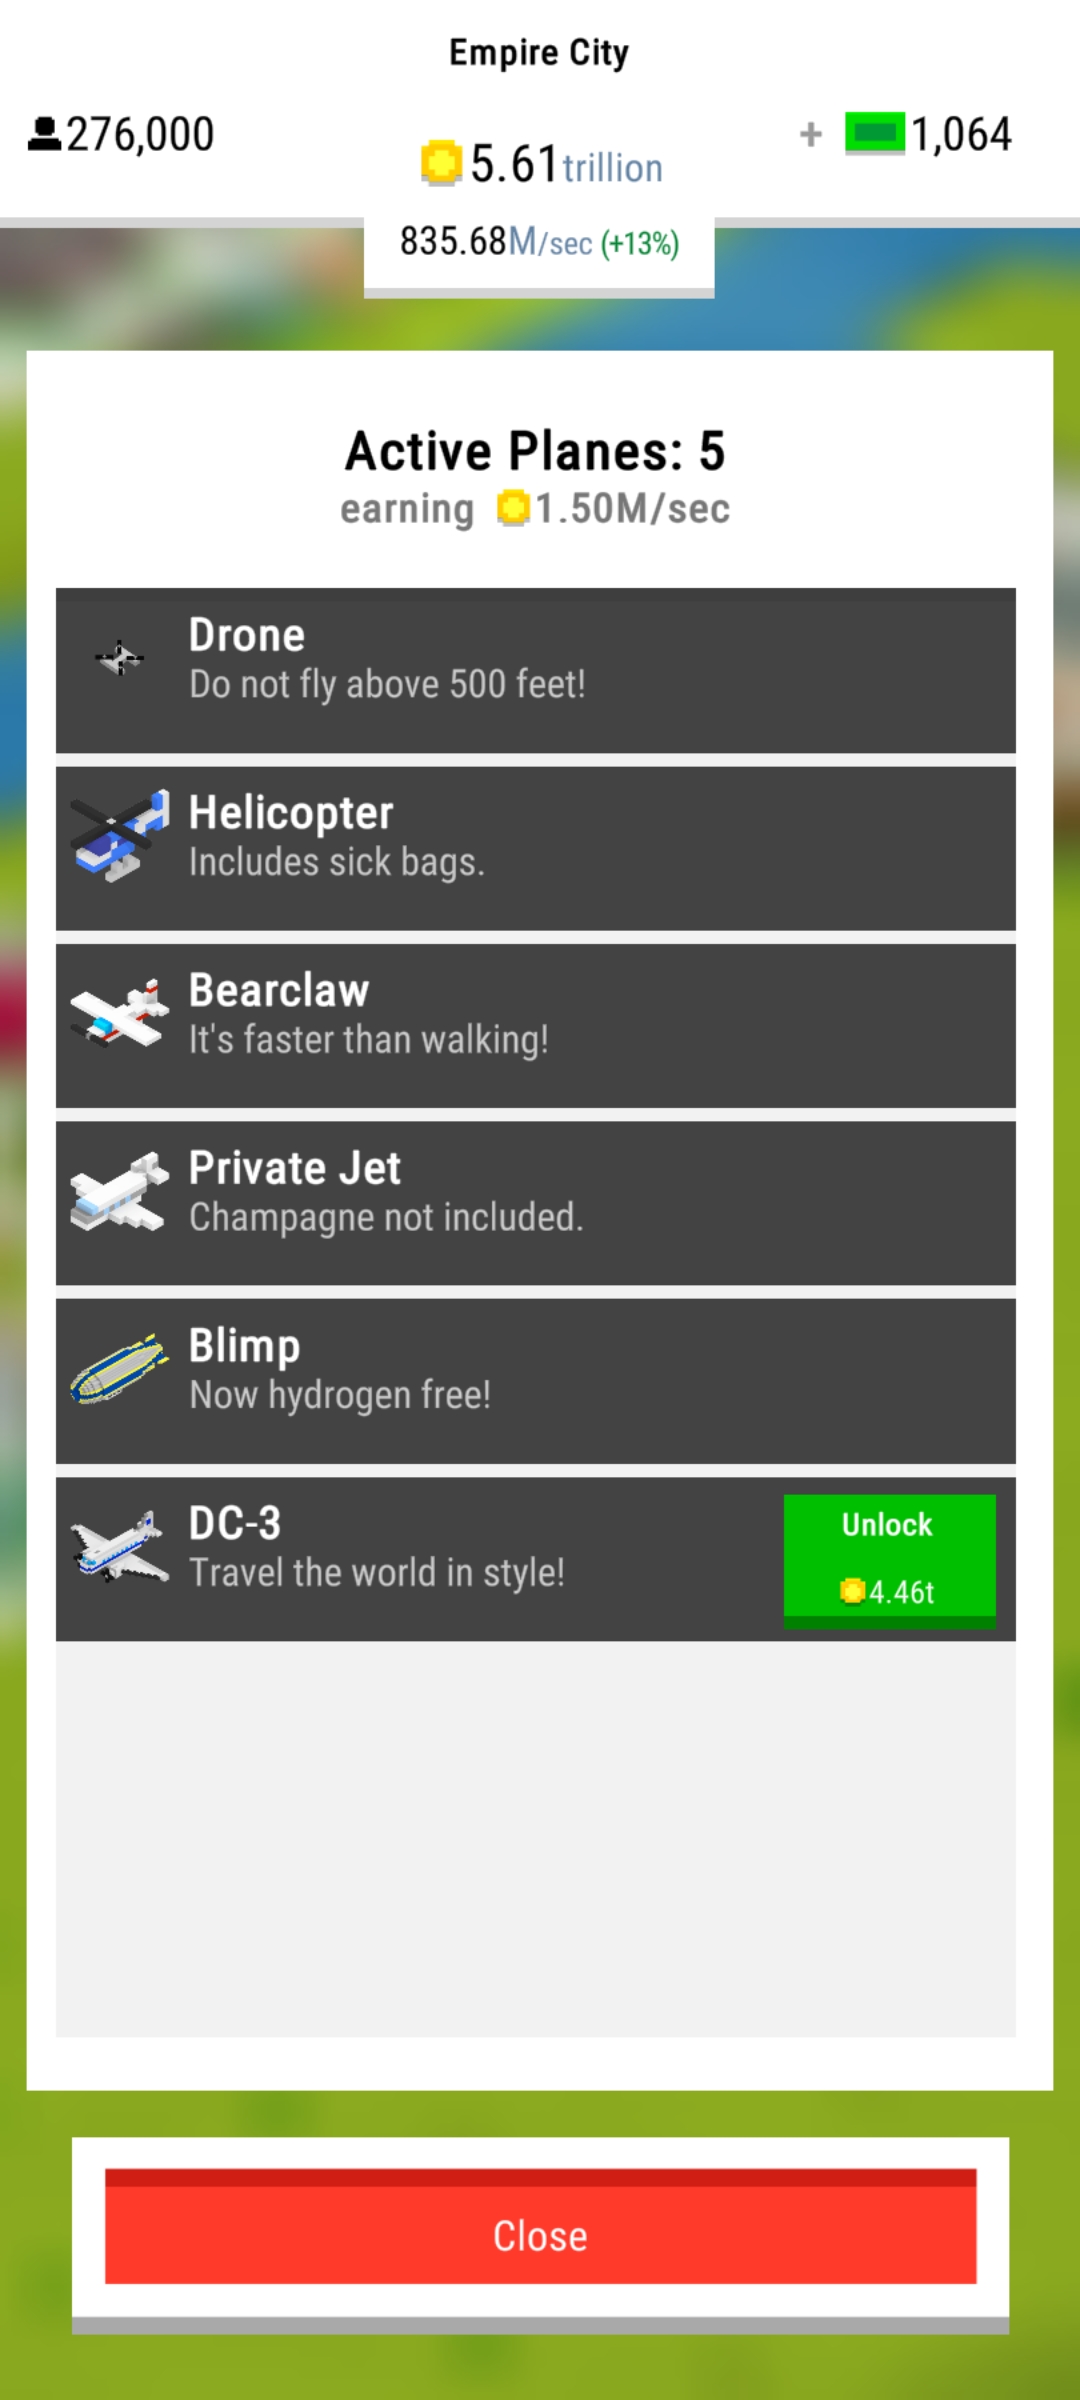 Empire City
276,000
5.61trillion
+ 1,064
835.68M/sec (+13%)
Active Planes: 5
earning 1.50M/sec
Drone
Do not fly above 500 feet!
Helicopter
Includes sick bags.
Bearclaw
It's faster than walking!
Private Jet
Champagne not included.
Blimp
Now hydrogen free!
DC-3
Travel the world in style!
Unlock
4.46t
Close